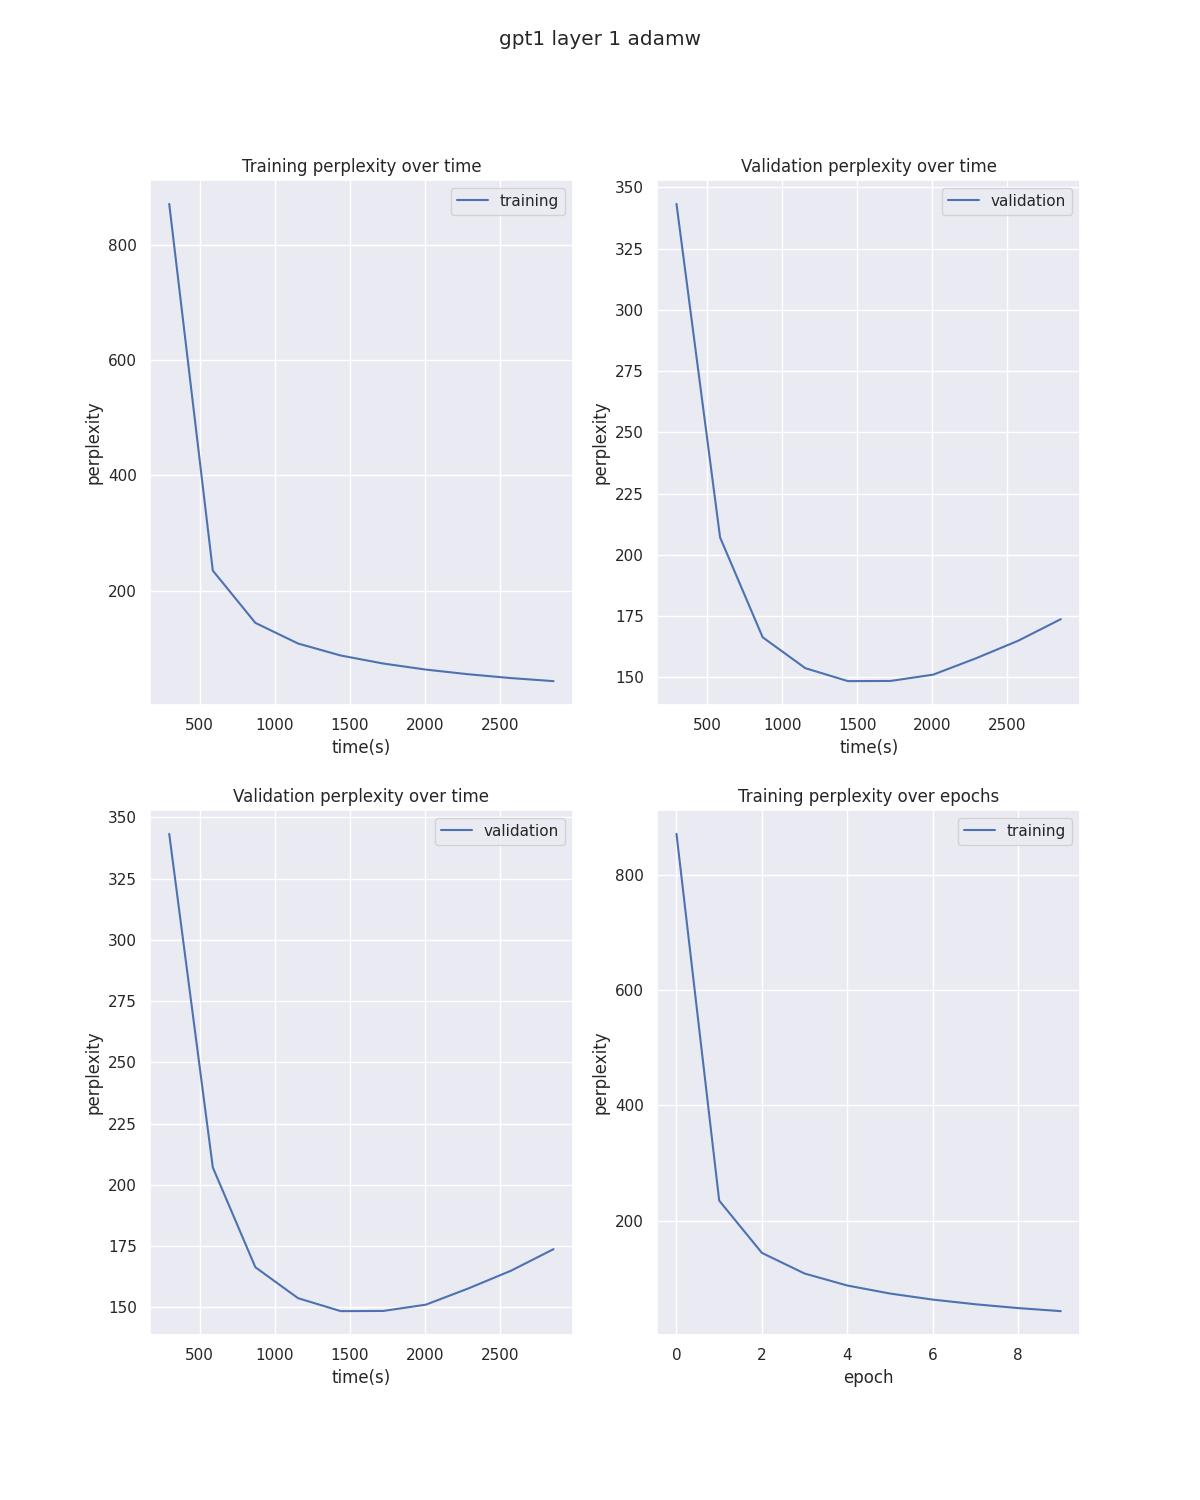 gpt1 layer 1 adamw
Training perplexity over time
training
perplexity
800
600
400
200
500 1000 1500 2000 2500
time(s)
Validation perplexity over time
validation
perplexity
350
325
300
275
250
225
200
175
150
500 1000 1500 2000 2500
time(s)
Validation perplexity over time
validation
perplexity
350
325
300
275
250
225
200
175
150
500 1000 1500 2000 2500
time(s)
Training perplexity over epochs
training
perplexity
800
600
400
200
0 2 4 6 8
epoch